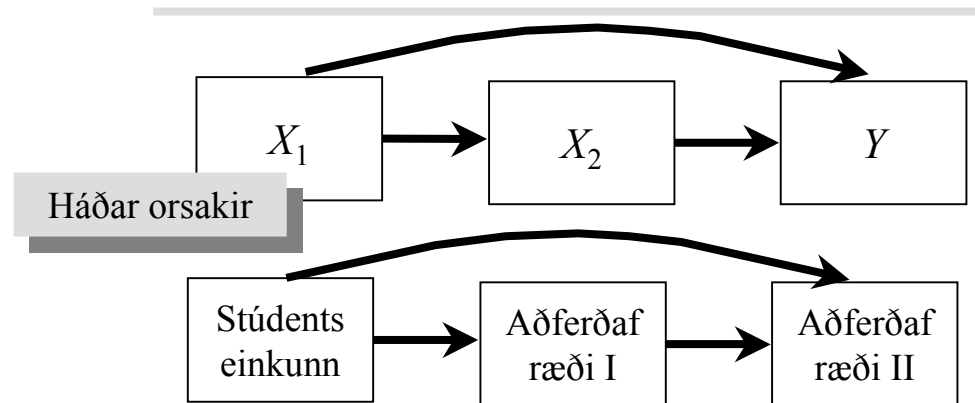 X1
X2
Y
Háðar orsakir
Stúdents
einkunn
Aðferðaf
ræði I
Aðferðaf
ræði II